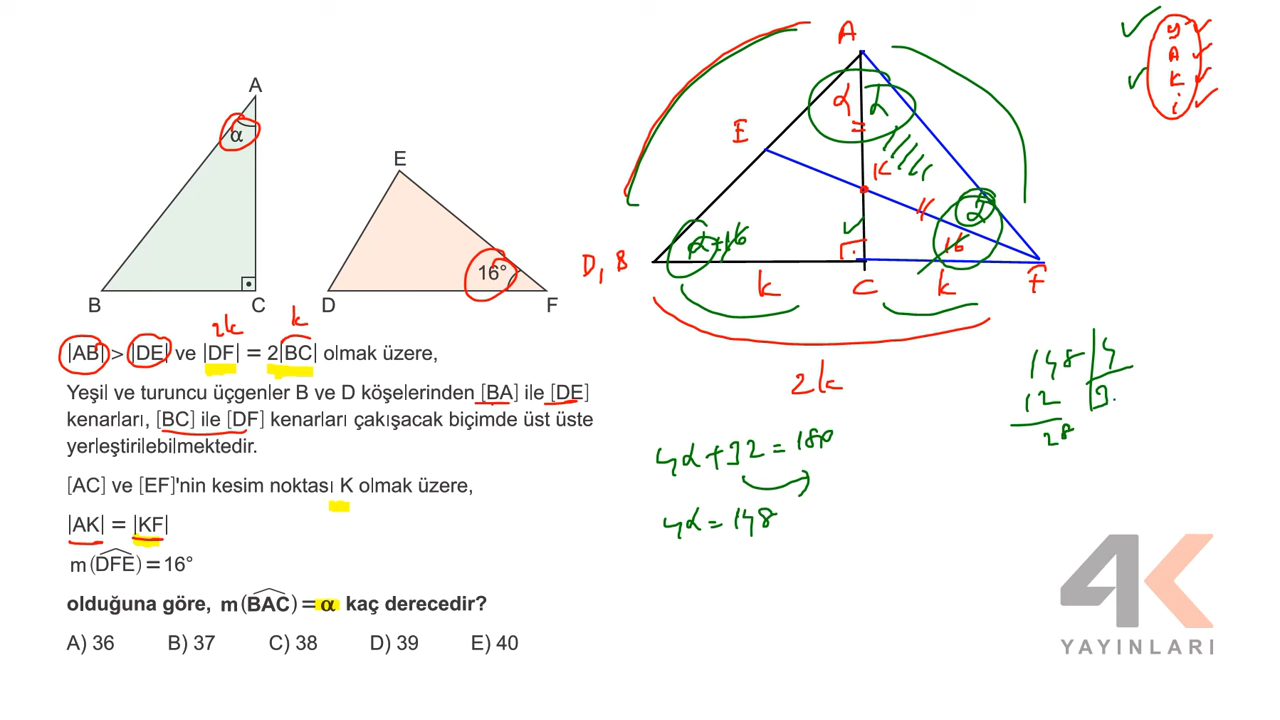 A
α
B
C
E
16°
D
F
2k
k
|AB| > |DE| ve |DF| = 2|BC| olmak üzere,
Yeşil ve turuncu üçgenler B ve D köşelerinden [BA] ile [DE]
kenarları, [BC] ile [DF] kenarları çakışacak biçimde üst üste
yerleştirilebilmektedir.
[AC] ve [EF]'nin kesim noktası K olmak üzere,
|AK| = |KF|
m(DFE) = 16°
olduğuna göre, m(BAC) = α kaç derecedir?
A) 36 B) 37 C) 38 D) 39 E) 40
A
α
α
E
K
α
16
α+16
D, B
k
C
k
F
2k
4α+32=180
4α=148
148 4
12 3.
28
A
K
i
4K
YAYINLARI